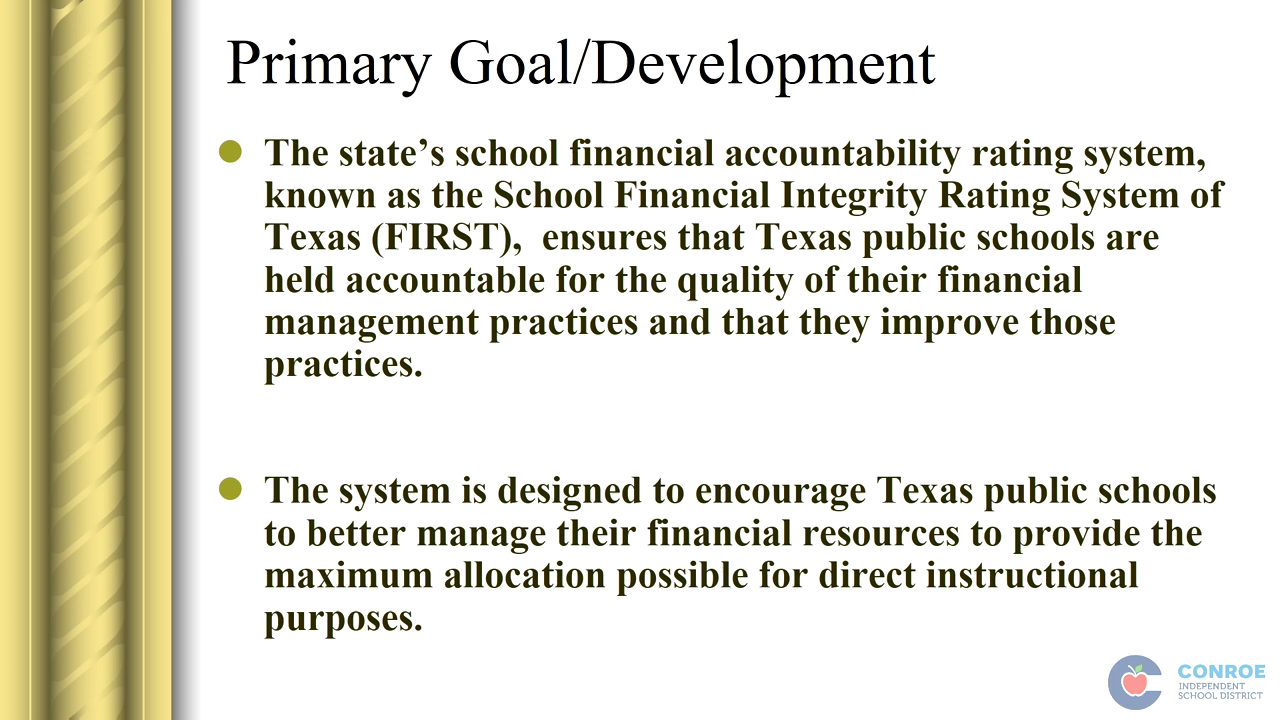 Primary Goal/Development
The state’s school financial accountability rating system,
known as the School Financial Integrity Rating System of
Texas (FIRST),  ensures that Texas public schools are
held accountable for the quality of their financial
management practices and that they improve those
practices.
The system is designed to encourage Texas public schools
to better manage their financial resources to provide the
maximum allocation possible for direct instructional
purposes.
CONROE
INDEPENDENT
SCHOOL DISTRICT